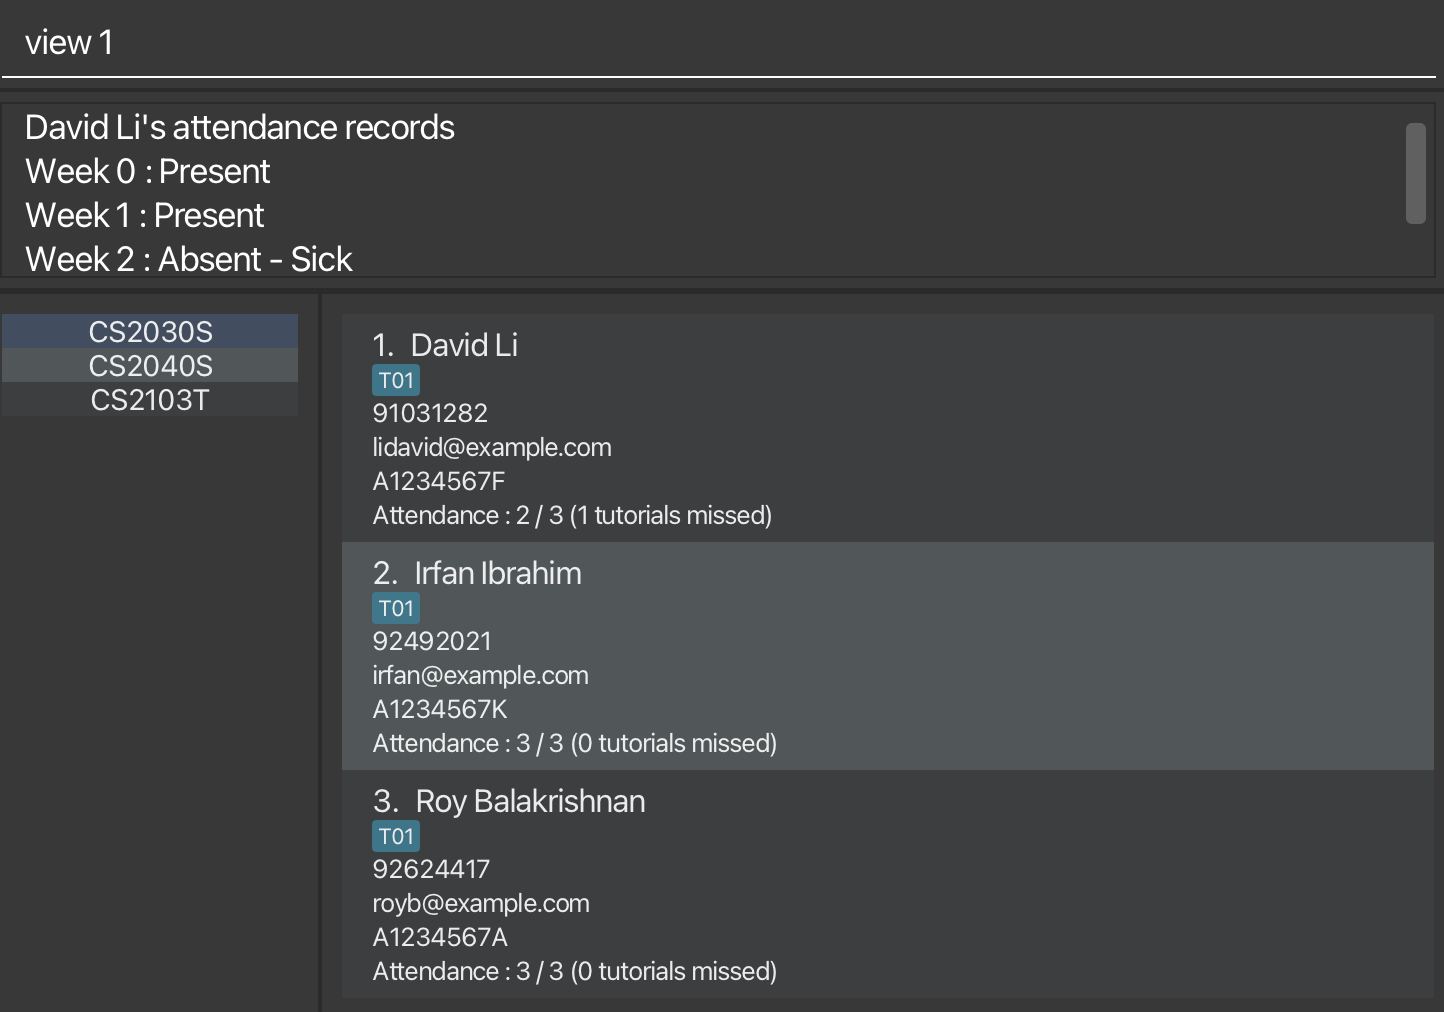 view 1
David Li's attendance records
Week 0 : Present
Week 1 : Present
Week 2 : Absent - Sick
CS2030S
CS2040S
CS2103T
1. David Li
T01
91031282
lidavid@example.com
A1234567F
Attendance : 2 / 3 (1 tutorials missed)
2. Irfan Ibrahim
T01
92492021
irfan@example.com
A1234567K
Attendance : 3 / 3 (0 tutorials missed)
3. Roy Balakrishnan
T01
92624417
royb@example.com
A1234567A
Attendance : 3 / 3 (0 tutorials missed)